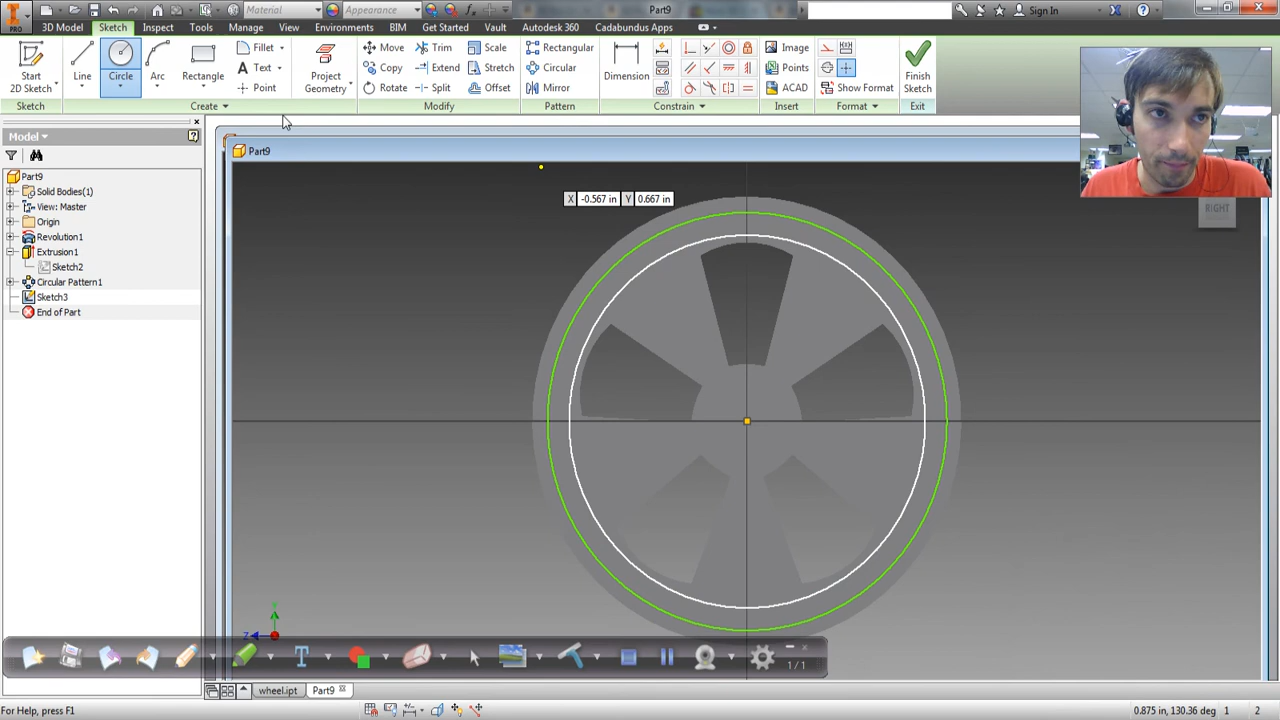 Material
Appearance
Part9
Sign In
PRO
3D Model Sketch Inspect Tools Manage View Environments BIM Get Started Vault Autodesk 360 Cadabundus Apps
Start 2D Sketch
Line
Circle
Arc
Rectangle
Fillet
Text
Point
Project Geometry
Move
Copy
Rotate
Trim
Extend
Split
Scale
Stretch
Offset
Rectangular
Circular
Mirror
Dimension
Image
Points
ACAD
Show Format
Finish Sketch
Sketch Create Modify Pattern Constrain Insert Format Exit
Model
Part9
Solid Bodies(1)
View: Master
Origin
Revolution1
Extrusion1
Sketch2
Circular Pattern1
Sketch3
End of Part
Part9
X -0.567 in Y 0.667 in
RIGHT
Y
Z
1/1
wheel.ipt Part9
For Help, press F1
0.875 in, 130.36 deg 1 2